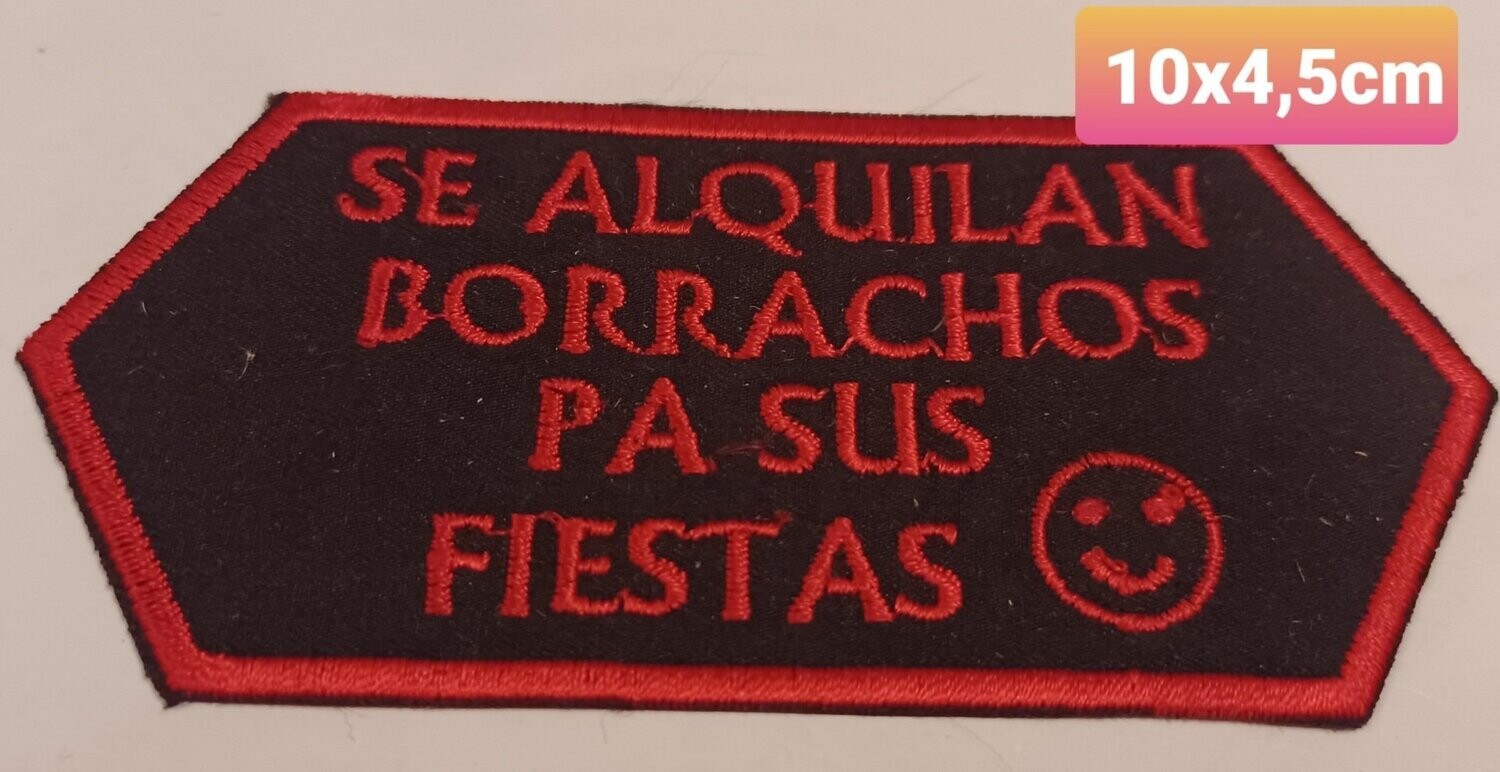 10x4,5cm
SE ALQUILAN
BORRACHOS
PA SUS
FIESTAS